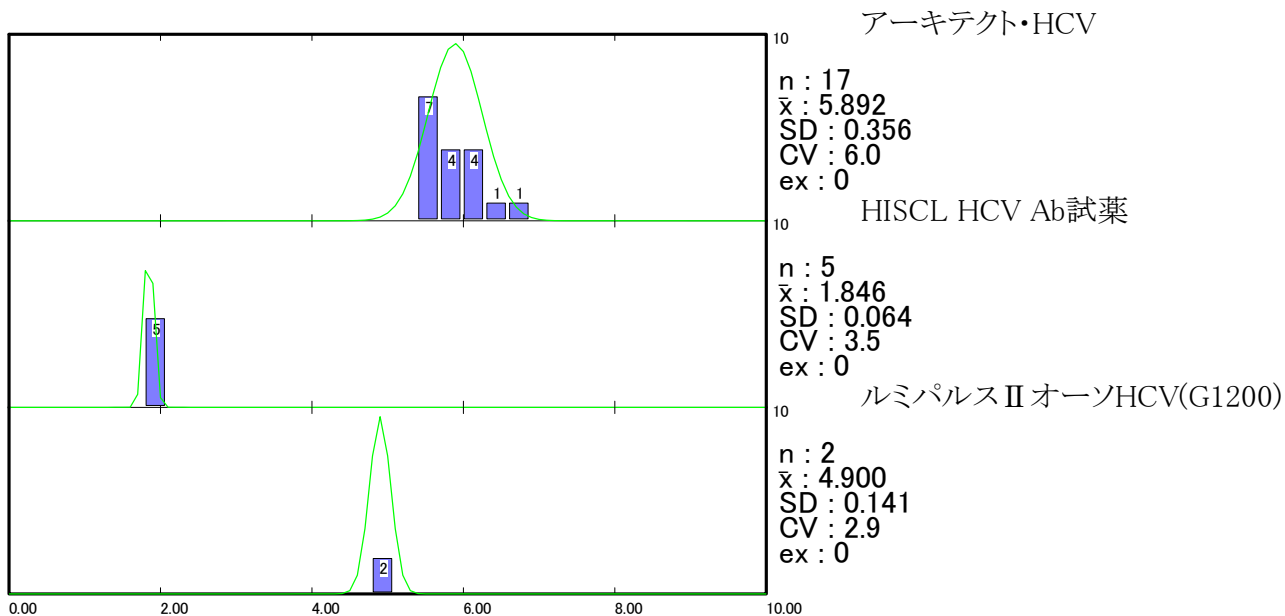 アーキテクト・HCV
10
n : 17
x̄ : 5.892
SD : 0.356
CV : 6.0
ex : 0
7
4
4
1
1
10
HISCL HCV Ab試薬
n : 5
x̄ : 1.846
SD : 0.064
CV : 3.5
ex : 0
5
10
ルミパルスⅡオーソHCV(G1200)
n : 2
x̄ : 4.900
SD : 0.141
CV : 2.9
ex : 0
2
0.00 2.00 4.00 6.00 8.00 10.00